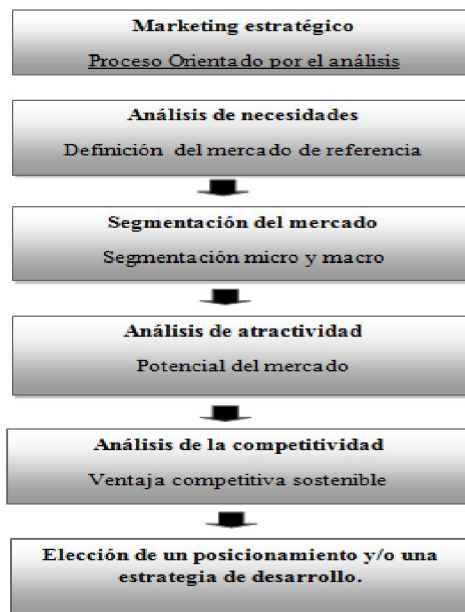 Marketing estratégico
Proceso Orientado por el análisis
Análisis de necesidades
Definición del mercado de referencia
Segmentación del mercado
Segmentación micro y macro
Análisis de atractividad
Potencial del mercado
Análisis de la competitividad
Ventaja competitiva sostenible
Elección de un posicionamiento y/o una
estrategia de desarrollo.